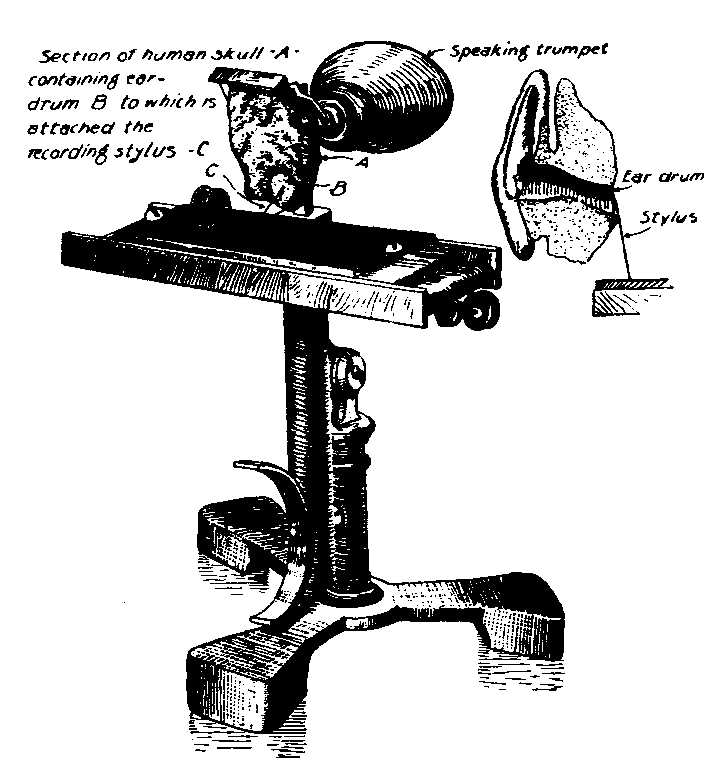 Section of human skull -A-
containing ear-
drum B to which is
attached the
recording stylus -C
Speaking trumpet
A
C
B
Ear drum
Stylus